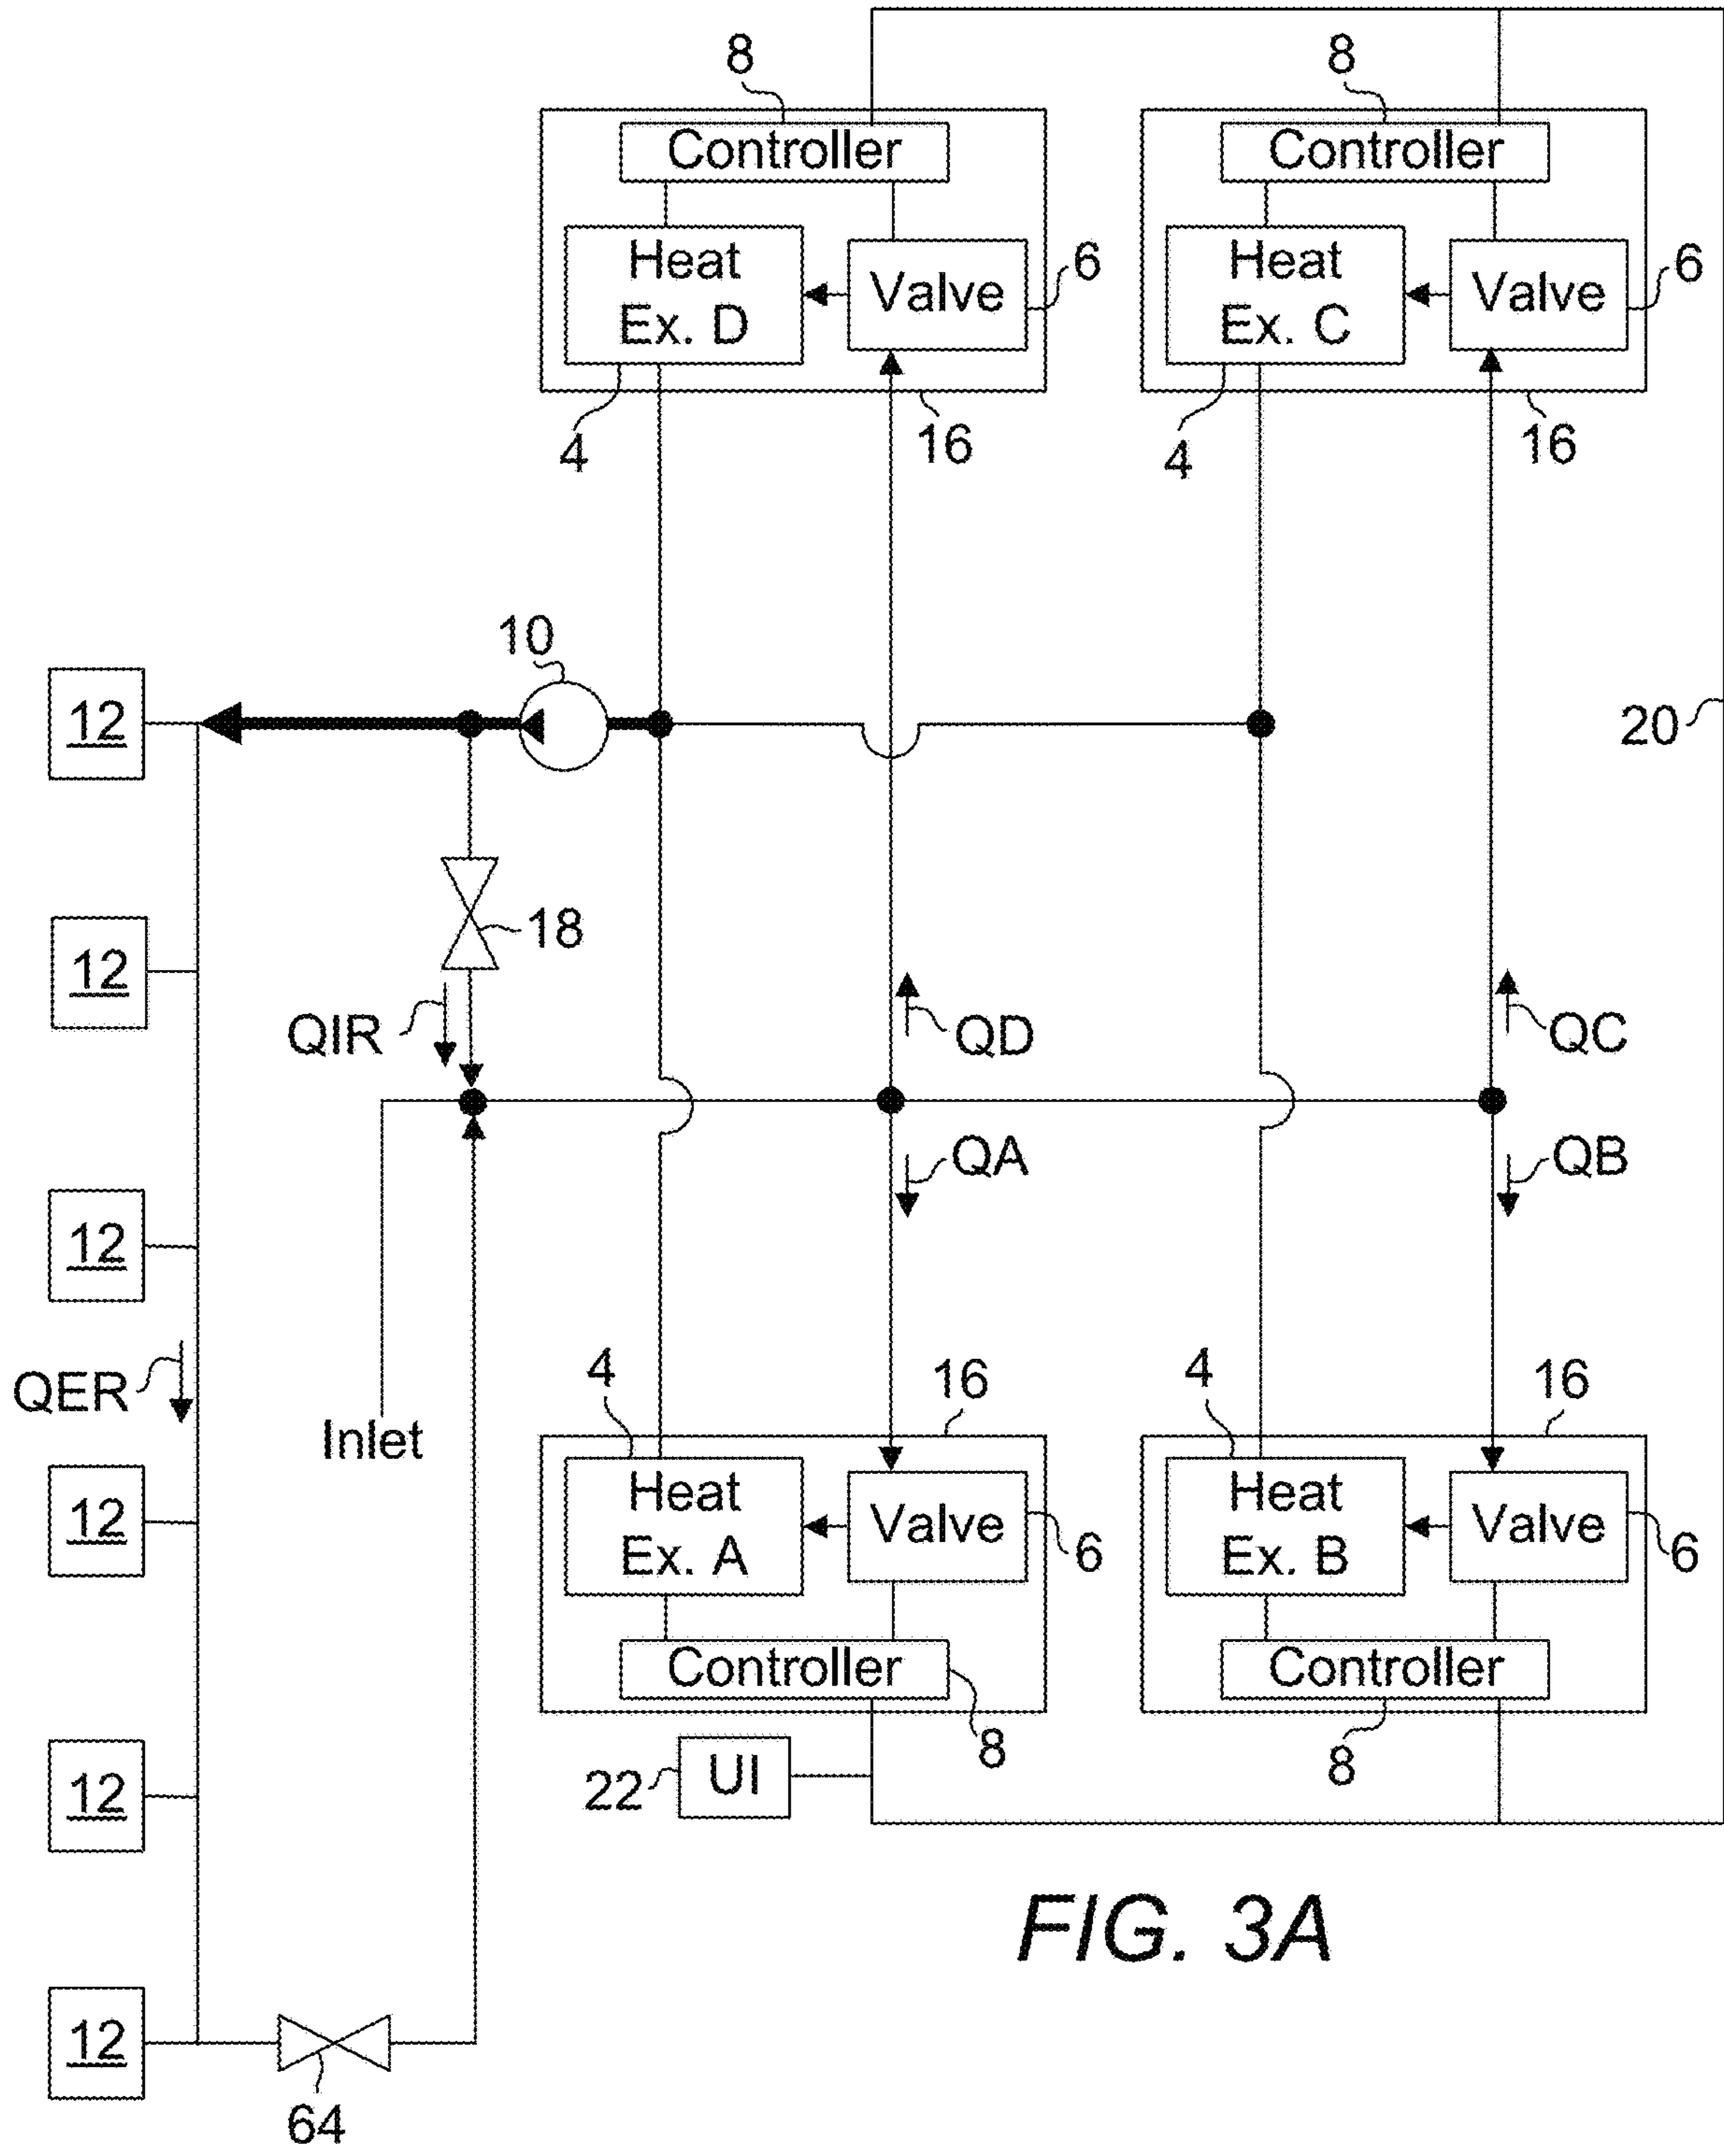 8
8
Controller
Controller
Heat
Ex. D
Valve
6
Heat
Ex. C
Valve
6
4
16
4
16
10
12
20
12
18
QIR
QD
QC
QA
QB
12
QER
Inlet
4
16
4
16
12
Heat
Ex. A
Valve
6
Heat
Ex. B
Valve
6
Controller
Controller
8
8
12
22
UI
FIG. 3A
12
64